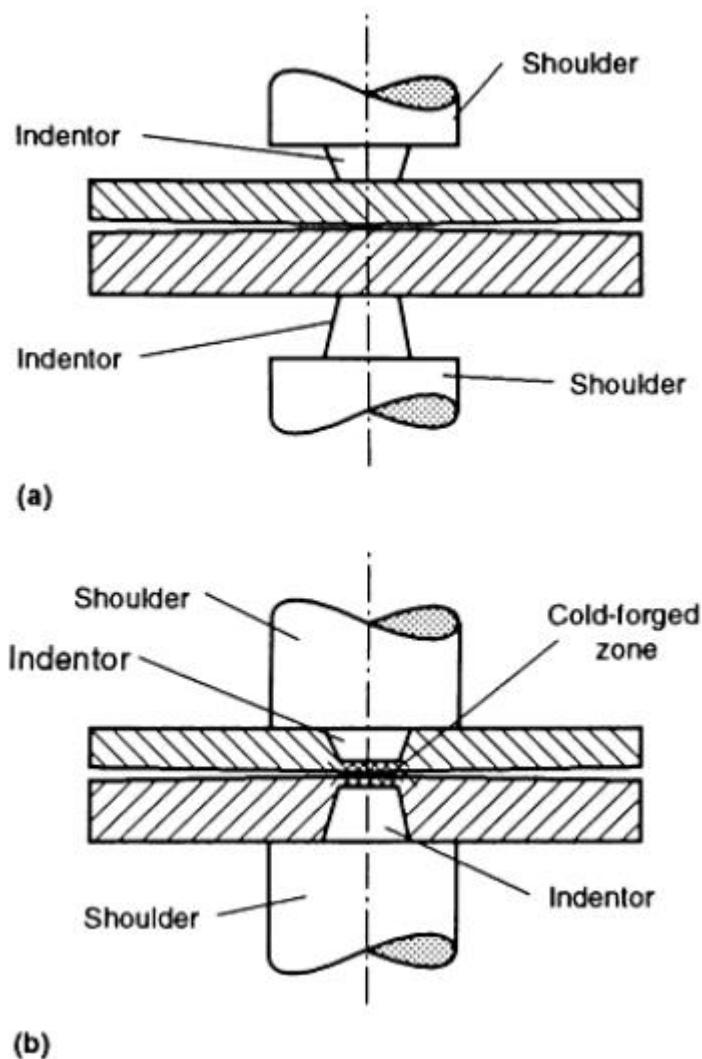 Shoulder
Indentor
Indentor
Shoulder
(a)
Shoulder
Cold-forged
zone
Indentor
Indentor
Shoulder
(b)